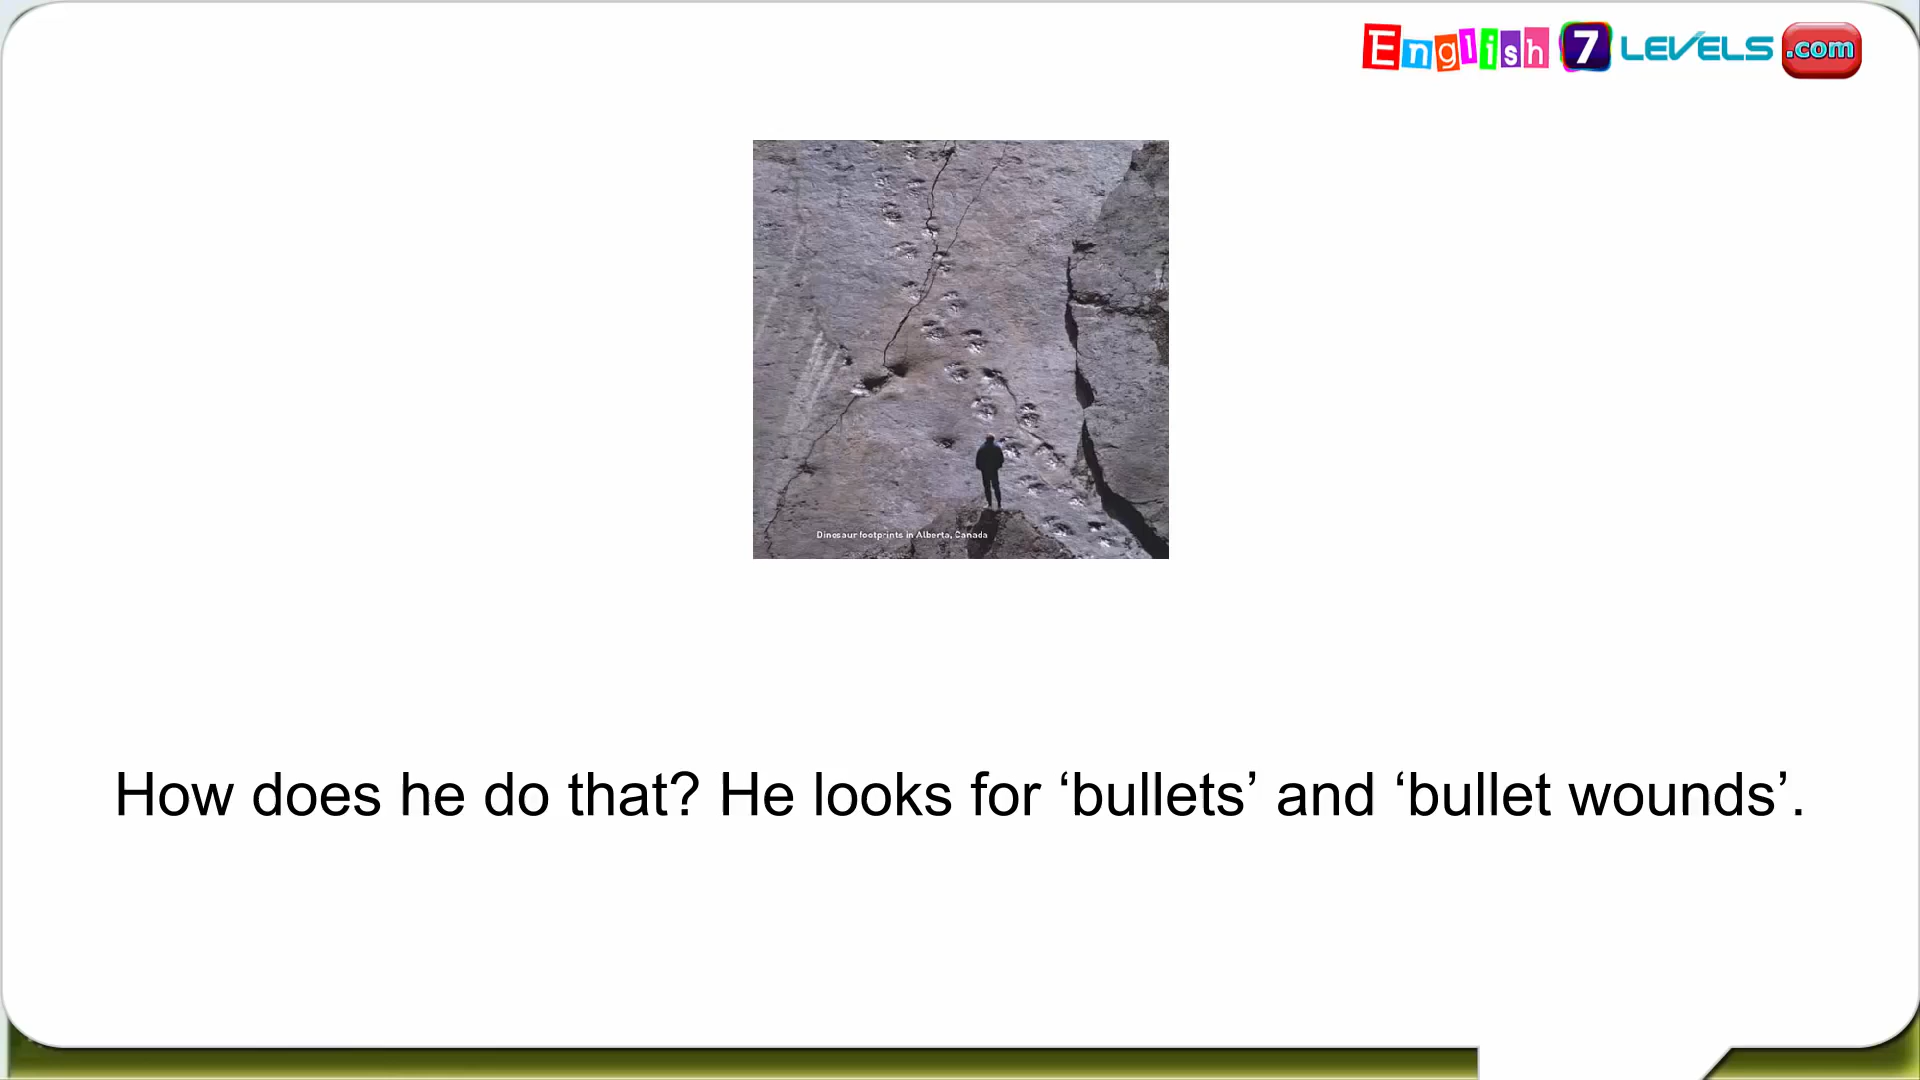 English 7 LEVELS .com
Dinosaur footprints in Alberta, Canada
How does he do that? He looks for ‘bullets’ and ‘bullet wounds’.